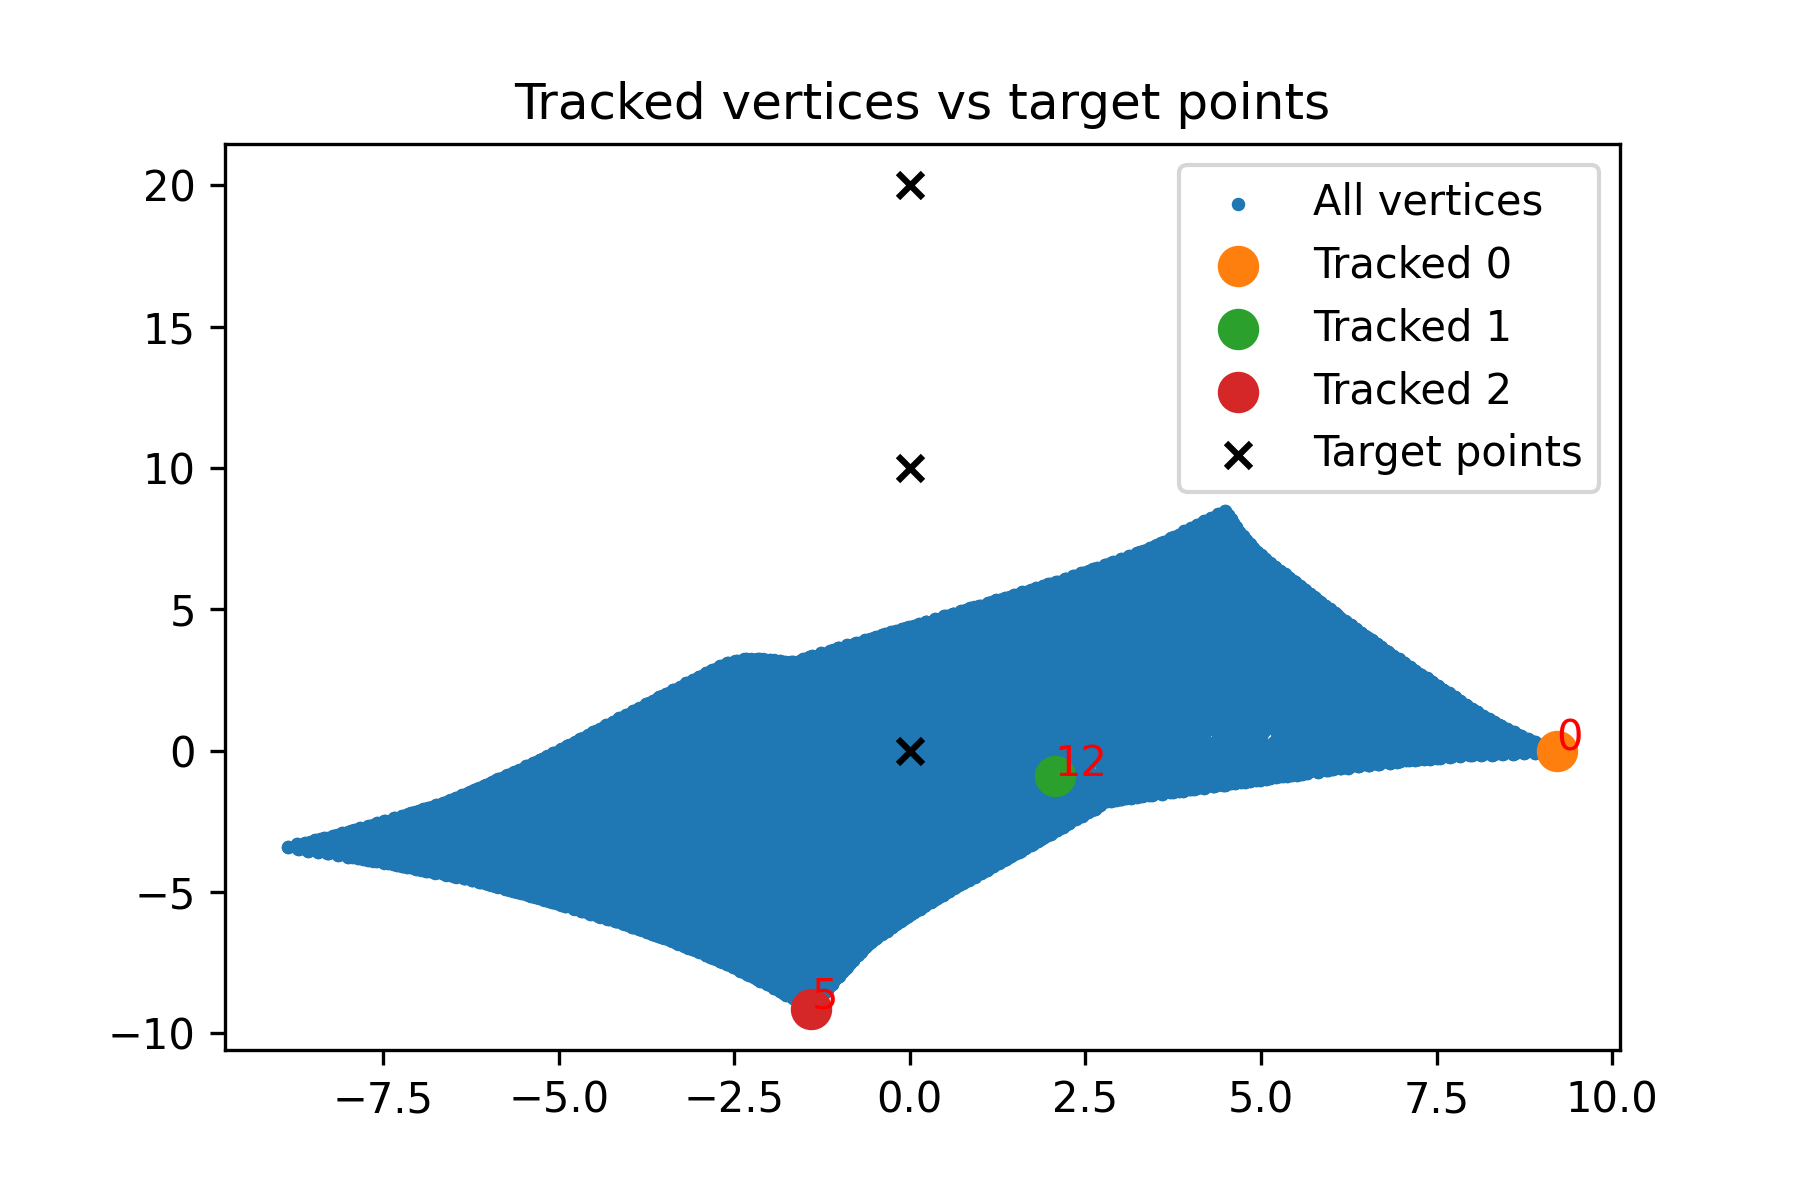 Tracked vertices vs target points
20
15
10
5
0
−5
−10
All vertices
Tracked 0
Tracked 1
Tracked 2
Target points
0
12
5
−7.5 −5.0 −2.5 0.0 2.5 5.0 7.5 10.0